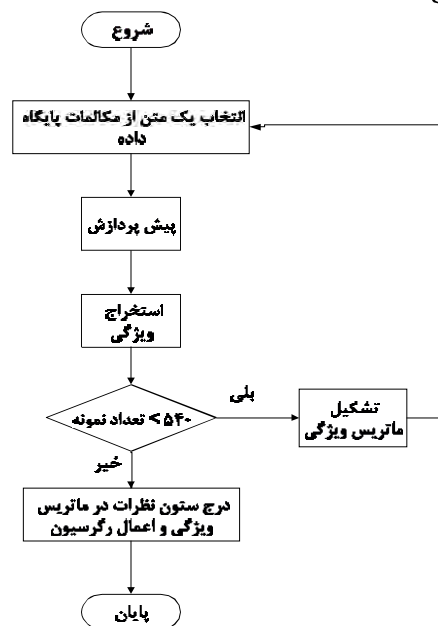 شروع
انتخاب یک متن از مکالمات پایگاه
داده
پیش پردازش
استخراج
ویژگی
تعداد نمونه > ۵۴۰
بلی
تشکیل
ماتریس ویژگی
خیر
درج ستون نظرات در ماتریس
ویژگی و اعمال رگرسیون
پایان